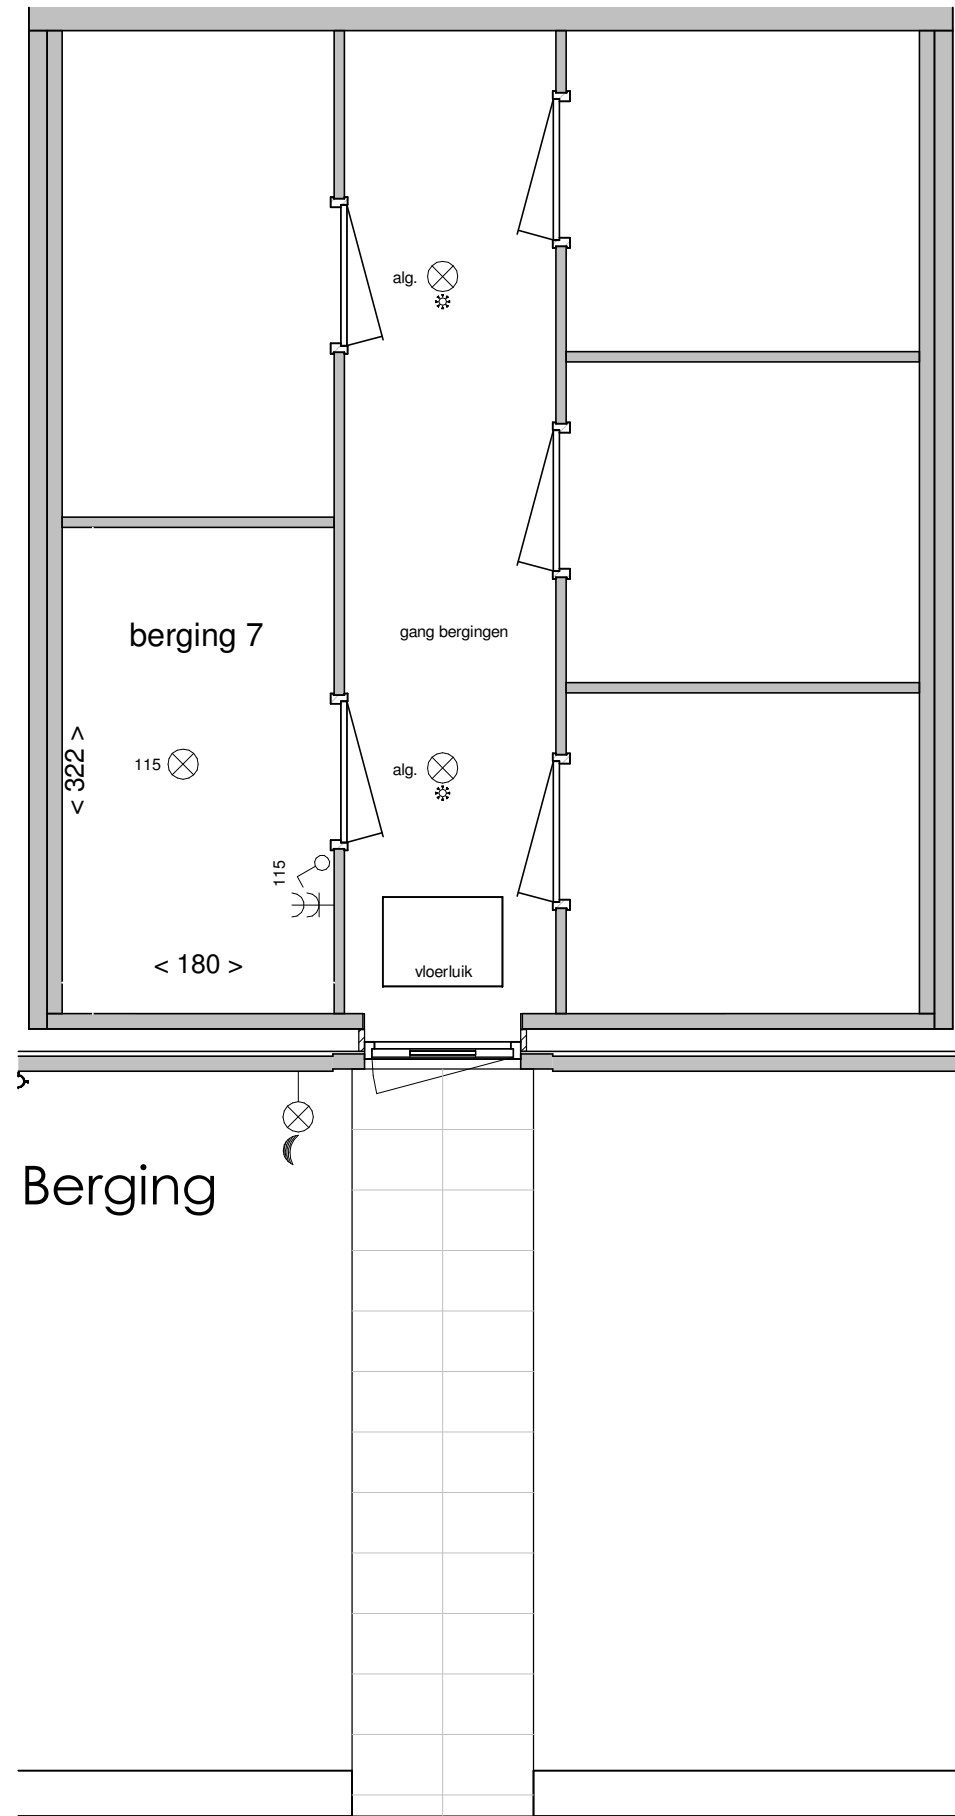 alg.
berging 7
gang bergingen
< 322 >
115
alg.
115
< 180 >
vloerluik
Berging